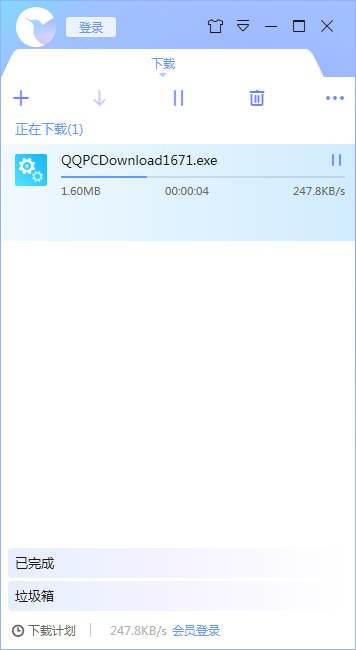 登录
下载
正在下载(1)
QQPCDownload1671.exe
1.60MB 00:00:04 247.8KB/s
已完成
垃圾箱
下载计划 247.8KB/s 会员登录